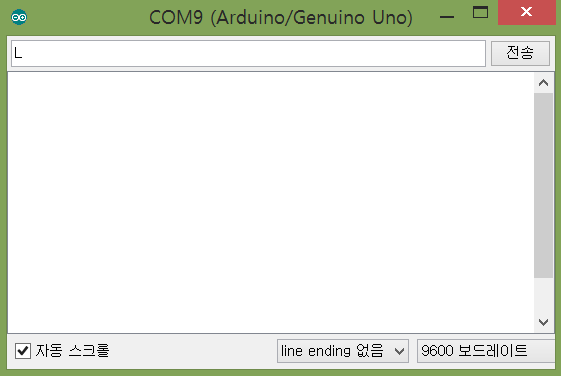 COM9 (Arduino/Genuino Uno)
L
전송
자동 스크롤
line ending 없음
9600 보드레이트